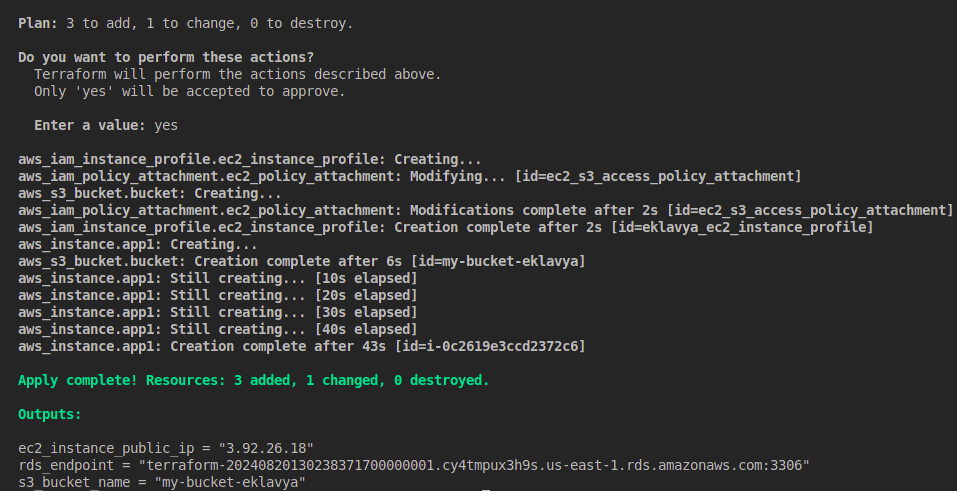 Plan: 3 to add, 1 to change, 0 to destroy.
Do you want to perform these actions?
Terraform will perform the actions described above.
Only 'yes' will be accepted to approve.
Enter a value: yes
aws_iam_instance_profile.ec2_instance_profile: Creating...
aws_iam_policy_attachment.ec2_policy_attachment: Modifying... [id=ec2_s3_access_policy_attachment]
aws_s3_bucket.bucket: Creating...
aws_iam_policy_attachment.ec2_policy_attachment: Modifications complete after 2s [id=ec2_s3_access_policy_attachment]
aws_iam_instance_profile.ec2_instance_profile: Creation complete after 2s [id=eklavya_ec2_instance_profile]
aws_instance.app1: Creating...
aws_s3_bucket.bucket: Creation complete after 6s [id=my-bucket-eklavya]
aws_instance.app1: Still creating... [10s elapsed]
aws_instance.app1: Still creating... [20s elapsed]
aws_instance.app1: Still creating... [30s elapsed]
aws_instance.app1: Still creating... [40s elapsed]
aws_instance.app1: Creation complete after 43s [id=i-0c2619e3ccd2372c6]
Apply complete! Resources: 3 added, 1 changed, 0 destroyed.
Outputs:
ec2_instance_public_ip = "3.92.26.18"
rds_endpoint = "terraform-20240820130238371700000001.cy4tmpux3h9s.us-east-1.rds.amazonaws.com:3306"
s3_bucket_name = "my-bucket-eklavya"